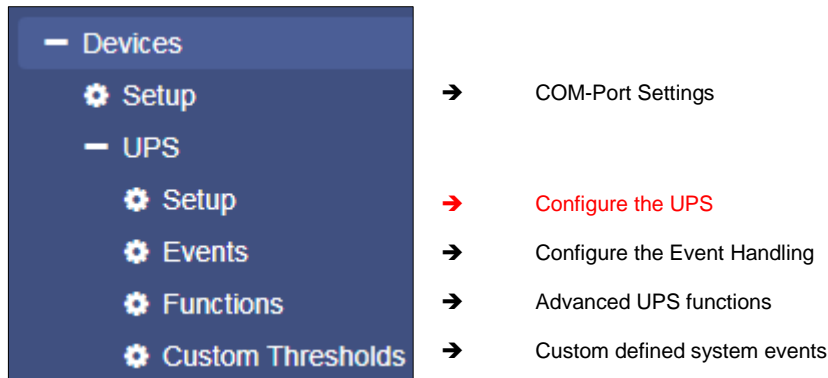 Devices
Setup ➔ COM-Port Settings
UPS
Setup ➔ Configure the UPS
Events ➔ Configure the Event Handling
Functions ➔ Advanced UPS functions
Custom Thresholds ➔ Custom defined system events